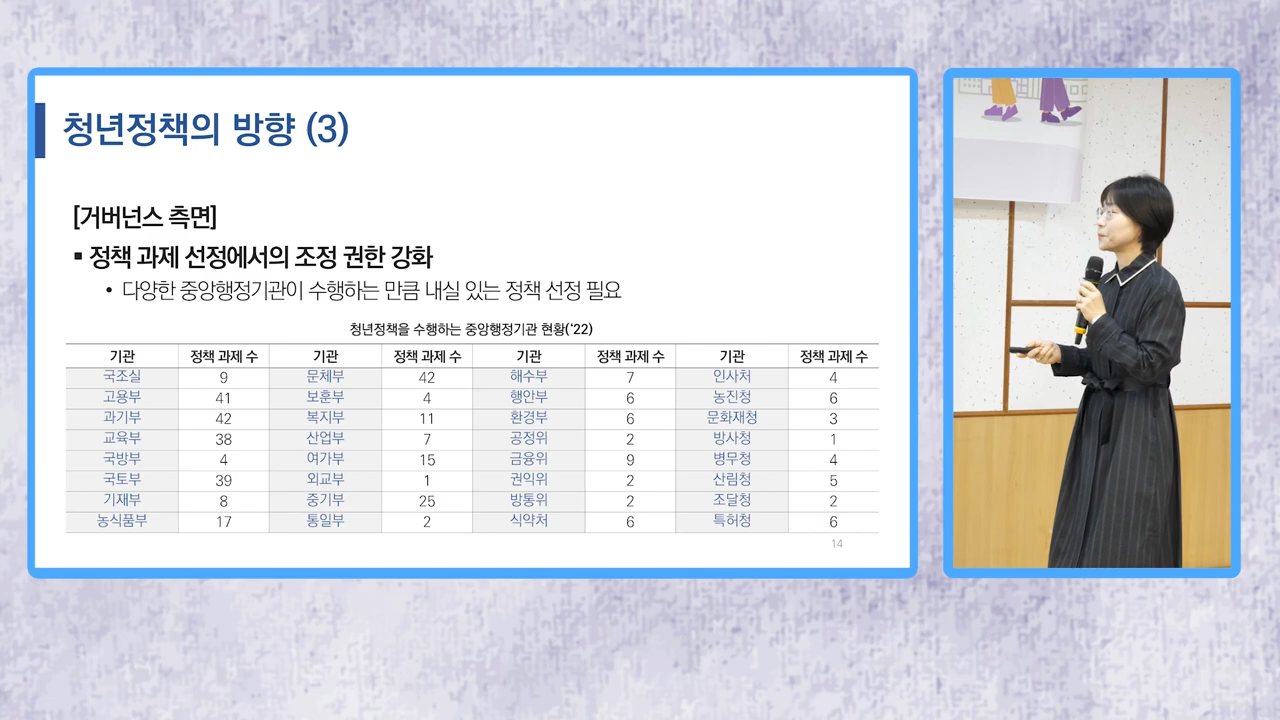 청년정책의 방향 (3)
[거버넌스 측면]
▪ 정책 과제 선정에서의 조정 권한 강화
• 다양한 중앙행정기관이 수행하는 만큼 내실 있는 정책 선정 필요
청년정책을 수행하는 중앙행정기관 현황('22)
기관 정책 과제 수 기관 정책 과제 수 기관 정책 과제 수 기관 정책 과제 수
국조실 9 문체부 42 해수부 7 인사처 4
고용부 41 보훈부 4 행안부 6 농진청 6
과기부 42 복지부 11 환경부 6 문화재청 3
교육부 38 산업부 7 공정위 2 방사청 1
국방부 4 여가부 15 금융위 9 병무청 4
국토부 39 외교부 1 권익위 2 산림청 5
기재부 8 중기부 25 방통위 2 조달청 2
농식품부 17 통일부 2 식약처 6 특허청 6
14